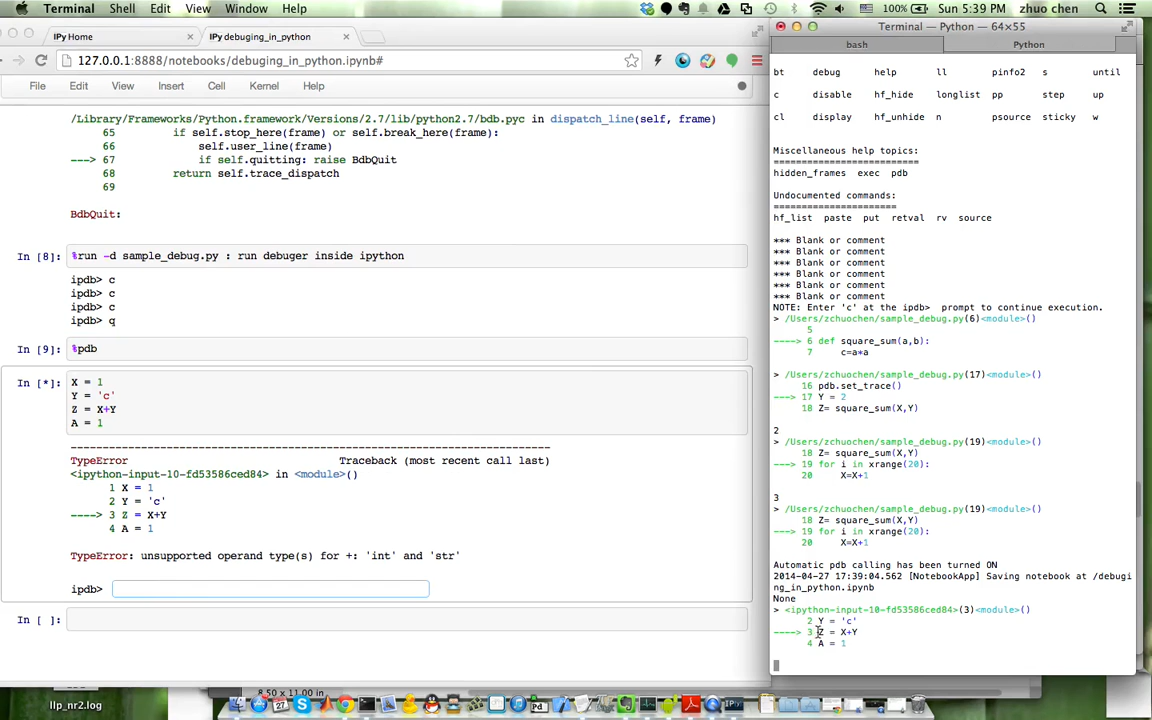 Terminal Shell Edit View Window Help 100% Sun 5:39 PM zhuo chen
IPy Home
IPy debuging_in_python
127.0.0.1:8888/notebooks/debuging_in_python.ipynb#
File Edit View Insert Cell Kernel Help
/Library/Frameworks/Python.framework/Versions/2.7/lib/python2.7/bdb.pyc in dispatch_line(self, frame)
65 if self.stop_here(frame) or self.break_here(frame):
66 self.user_line(frame)
---> 67 if self.quitting: raise BdbQuit
68 return self.trace_dispatch
69
BdbQuit:
In [8]: %run -d sample_debug.py : run debuger inside ipython
ipdb> c
ipdb> c
ipdb> c
ipdb> q
In [9]: %pdb
In [*]: X = 1
Y = 'c'
Z = X+Y
A = 1
---------------------------------------------------------------------------
TypeError Traceback (most recent call last)
<ipython-input-10-fd53586ced84> in <module>()
1 X = 1
2 Y = 'c'
----> 3 Z = X+Y
4 A = 1
TypeError: unsupported operand type(s) for +: 'int' and 'str'
ipdb>
In [ ]:
Terminal — Python — 64×55
bash Python
bt debug help ll pinfo2 s until
c disable hf_hide longlist pp step up
cl display hf_unhide n psource sticky w
Miscellaneous help topics:
==========================
hidden_frames exec pdb
Undocumented commands:
======================
hf_list paste put retval rv source
*** Blank or comment
*** Blank or comment
*** Blank or comment
*** Blank or comment
*** Blank or comment
*** Blank or comment
NOTE: Enter 'c' at the ipdb> prompt to continue execution.
> /Users/zchuochen/sample_debug.py(6)<module>()
5
----> 6 def square_sum(a,b):
7 c=a*a
> /Users/zchuochen/sample_debug.py(17)<module>()
16 pdb.set_trace()
---> 17 Y = 2
18 Z= square_sum(X,Y)
2
> /Users/zchuochen/sample_debug.py(19)<module>()
18 Z= square_sum(X,Y)
---> 19 for i in xrange(20):
20 X=X+1
3
> /Users/zchuochen/sample_debug.py(19)<module>()
18 Z= square_sum(X,Y)
---> 19 for i in xrange(20):
20 X=X+1
Automatic pdb calling has been turned ON
2014-04-27 17:39:04.562 [NotebookApp] Saving notebook at /debugi
ng_in_python.ipynb
None
> <ipython-input-10-fd53586ced84>(3)<module>()
2 Y = 'c'
----> 3 Z = X+Y
4 A = 1
8.50 × 11.00 in
llp_nr2.log